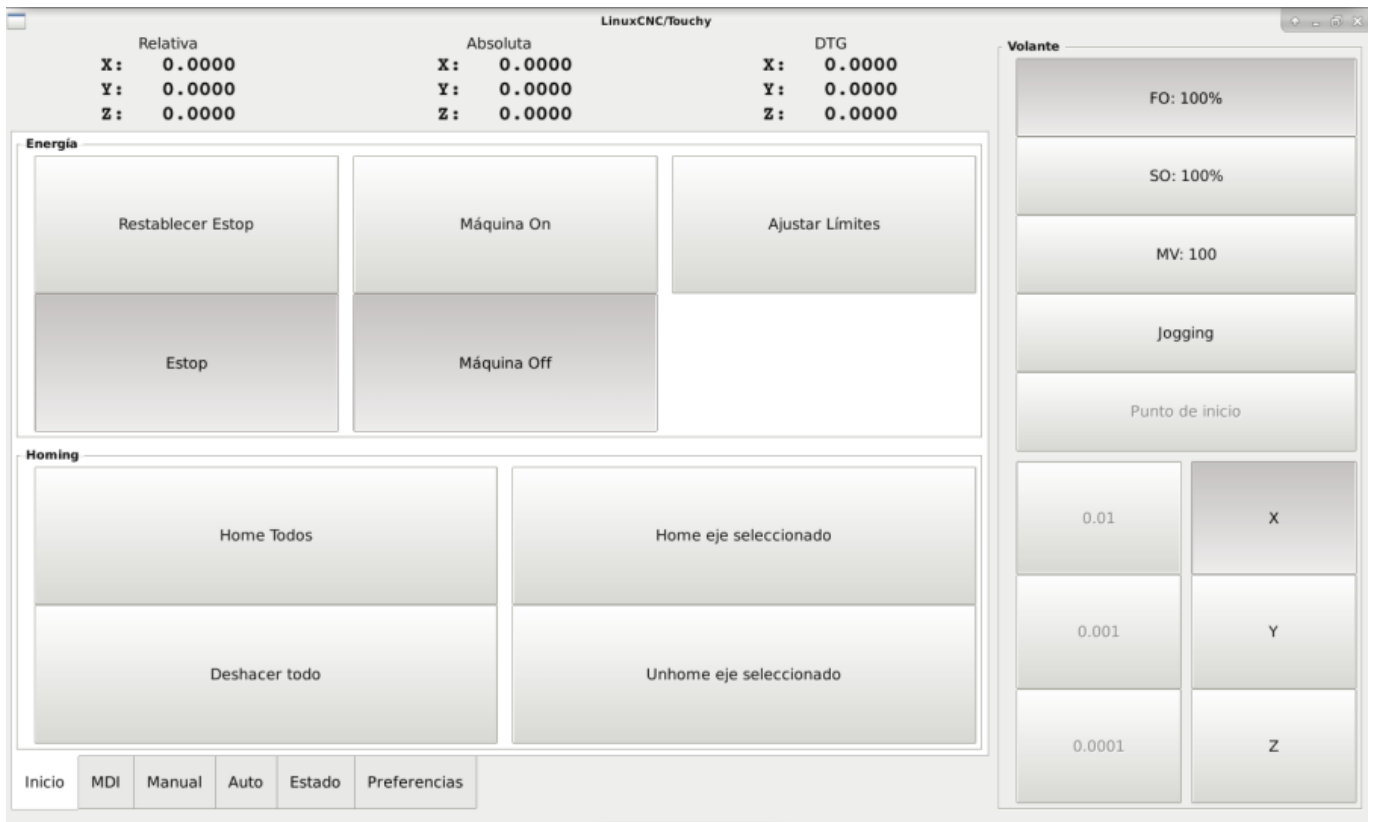 LinuxCNC/Touchy
Relativa Absoluta DTG
X: 0.0000 X: 0.0000 X: 0.0000
Y: 0.0000 Y: 0.0000 Y: 0.0000
Z: 0.0000 Z: 0.0000 Z: 0.0000
Energía
Restablecer Estop Máquina On Ajustar Límites
Estop Máquina Off
Homing
Home Todos Home eje seleccionado
Deshacer todo Unhome eje seleccionado
Inicio MDI Manual Auto Estado Preferencias
Volante
FO: 100%
SO: 100%
MV: 100
Jogging
Punto de inicio
0.01 X
0.001 Y
0.0001 Z